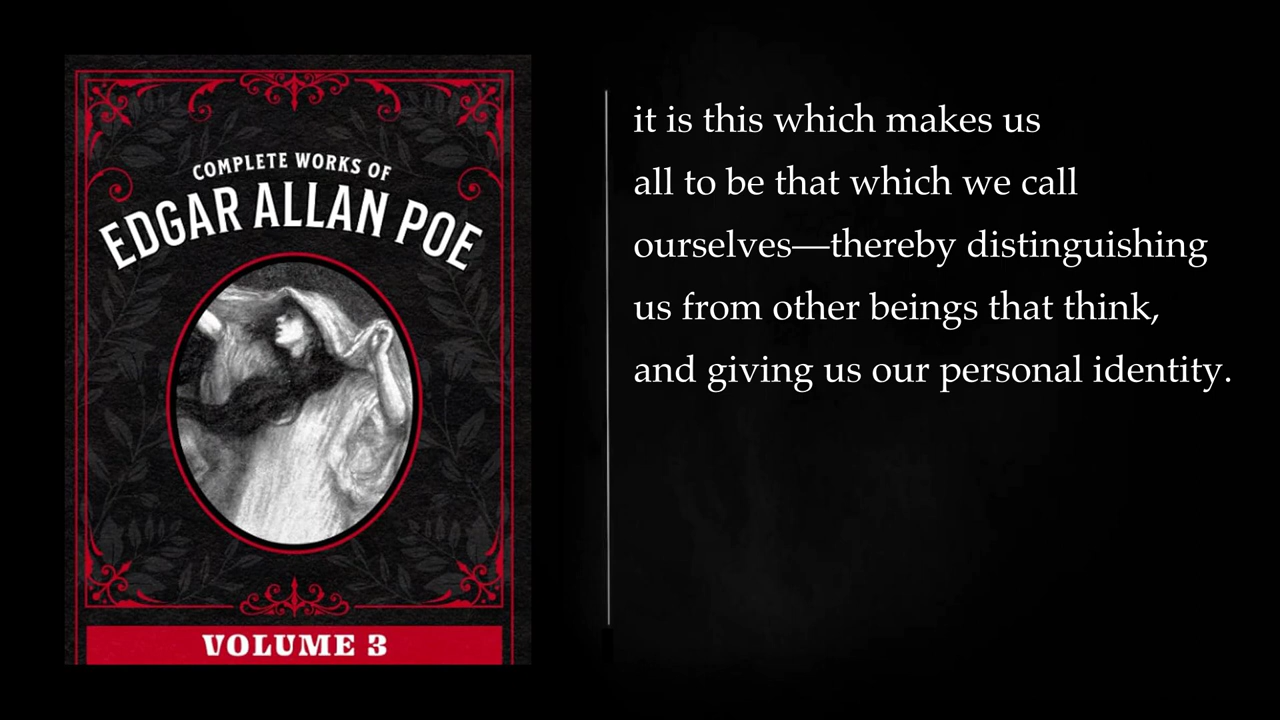 COMPLETE WORKS OF
EDGAR ALLAN POE
VOLUME 3
it is this which makes us
all to be that which we call
ourselves—thereby distinguishing
us from other beings that think,
and giving us our personal identity.